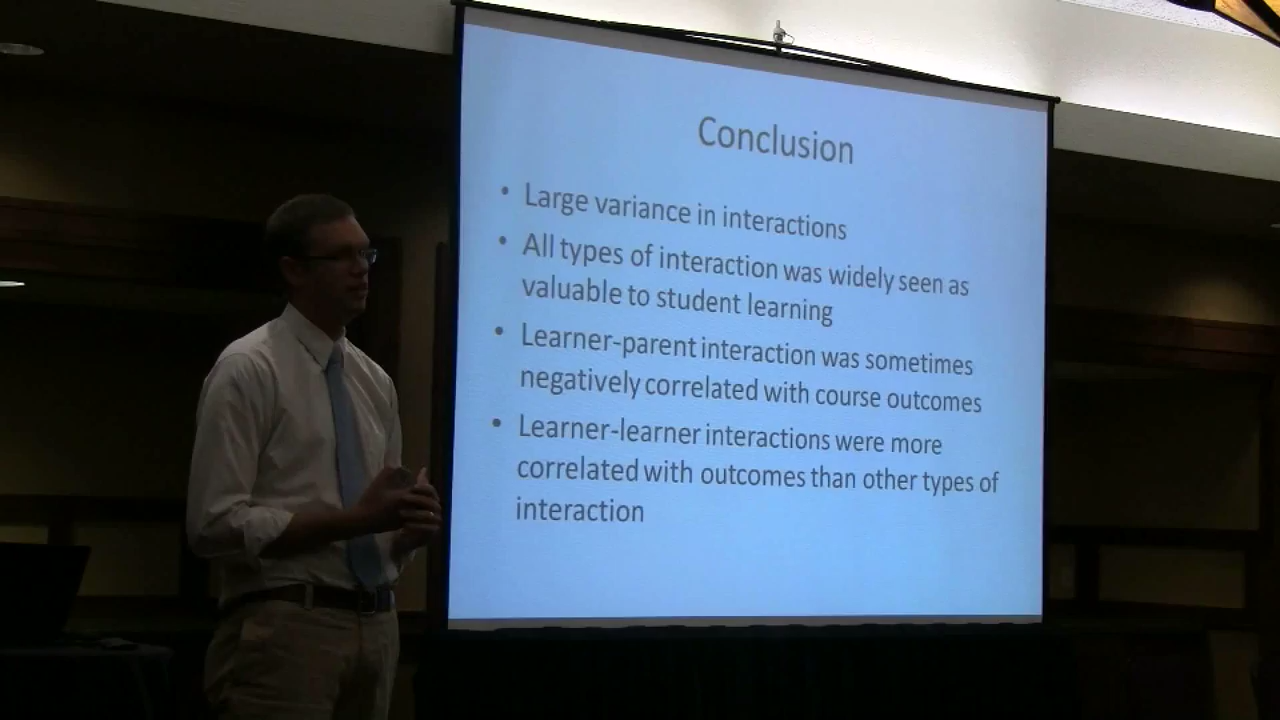 Conclusion
• Large variance in interactions
• All types of interaction was widely seen as
valuable to student learning
• Learner-parent interaction was sometimes
negatively correlated with course outcomes
• Learner-learner interactions were more
correlated with outcomes than other types of
interaction